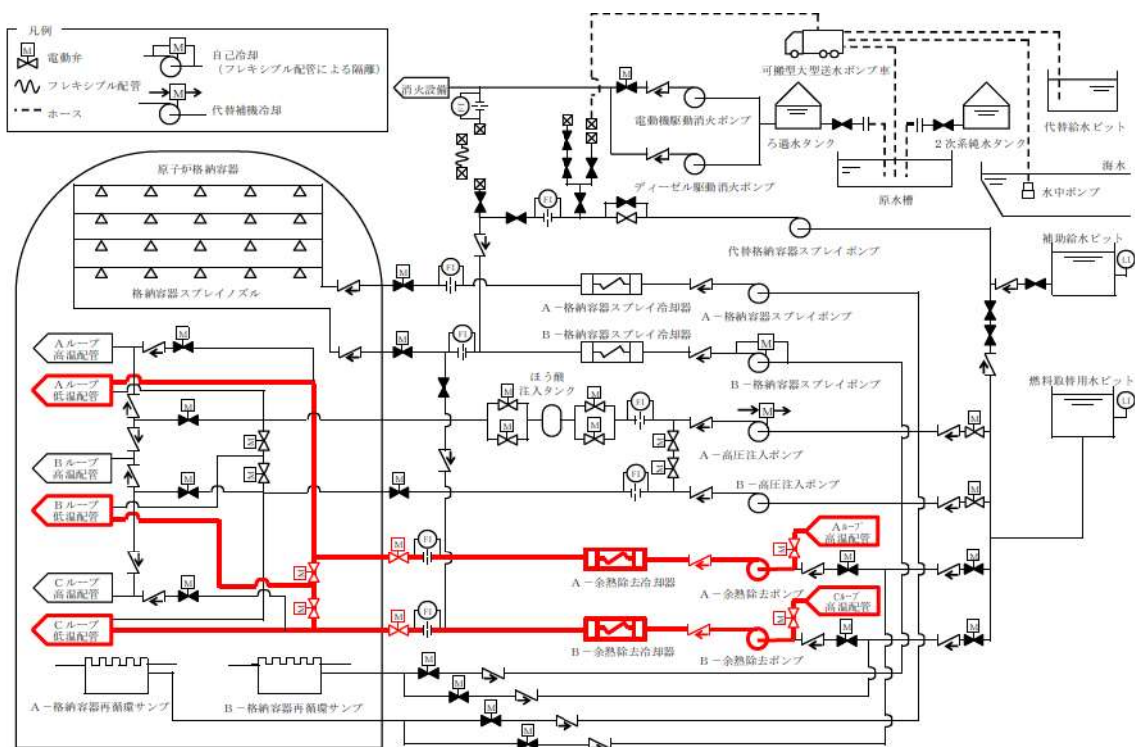 凡例
M
電動弁
フレキシブル配管
ホース
M
自己冷却
(フレキシブル配管による隔離)
M
代替補機冷却
消火設備
M
電動機駆動消火ポンプ
ディーゼル駆動消火ポンプ
可搬型大型送水ポンプ車
ろ過水タンク
2次系純水タンク
原水槽
代替給水ピット
海水
水中ポンプ
FI
代替格納容器スプレイポンプ
補助給水ピット
LI
原子炉格納容器
格納容器スプレイノズル
M
FI
A-格納容器スプレイ冷却器
A-格納容器スプレイポンプ
M
FI
B-格納容器スプレイ冷却器
M
B-格納容器スプレイポンプ
燃料取替用水ピット
LI
Aループ
高温配管
M
Aループ
低温配管
M
ほう酸
注入タンク
M
M
M
M
FI
M
A-高圧注入ポンプ
M
M
M
Bループ
高温配管
M
M
Bループ
低温配管
M
M
FI
B-高圧注入ポンプ
M
M
M
FI
A-余熱除去冷却器
A-余熱除去ポンプ
Aループ
高温配管
M
M
M
Cループ
高温配管
M
M
Cループ
低温配管
M
FI
B-余熱除去冷却器
B-余熱除去ポンプ
Cループ
高温配管
M
M
M
A-格納容器再循環サンプ
B-格納容器再循環サンプ
M
M
M
M